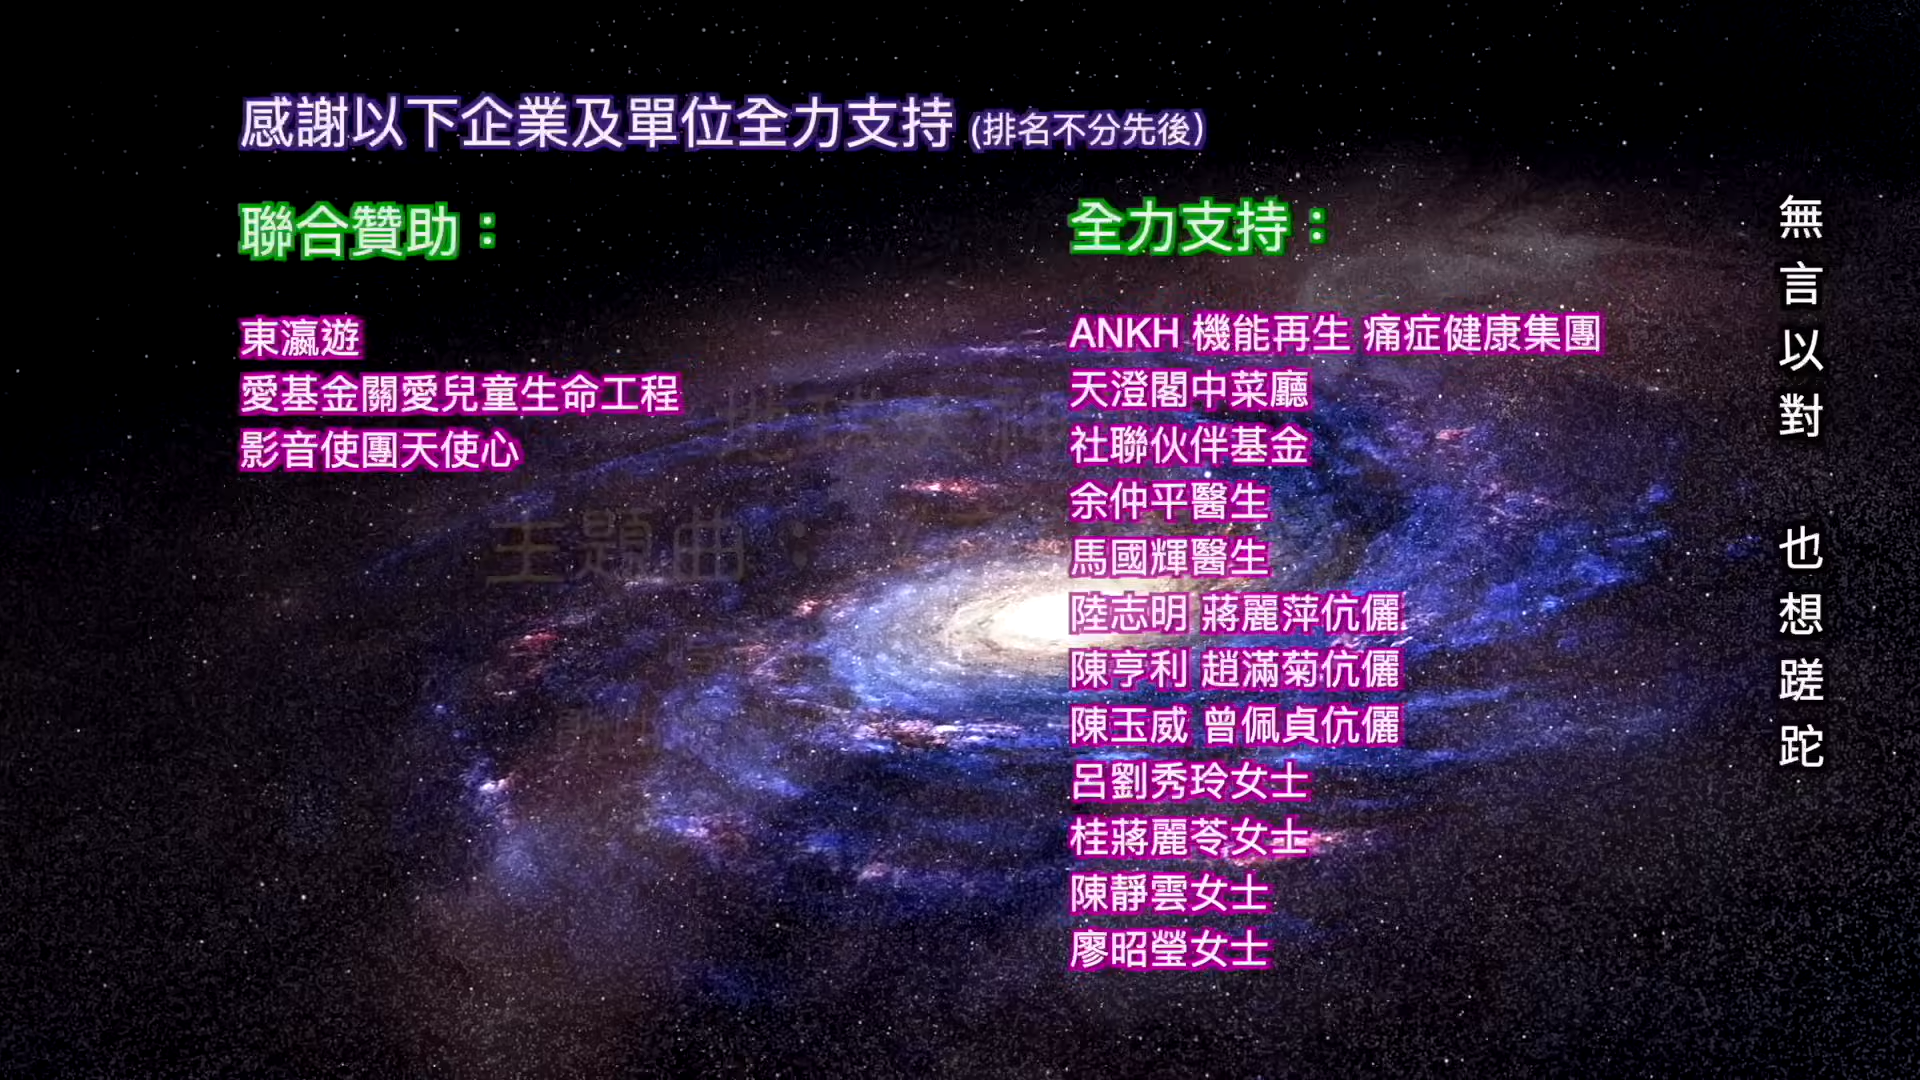 感謝以下企業及單位全力支持 (排名不分先後)
聯合贊助：
東瀛遊
愛基金關愛兒童生命工程
影音使團天使心
全力支持：
ANKH 機能再生 痛症健康集團
天澄閣中菜廳
社聯伙伴基金
余仲平醫生
馬國輝醫生
陸志明 蔣麗萍伉儷
陳亨利 趙滿菊伉儷
陳玉威 曾佩貞伉儷
呂劉秀玲女士
桂蔣麗苓女士
陳靜雲女士
廖昭瑩女士
主題曲：
無言以對 也想蹉跎